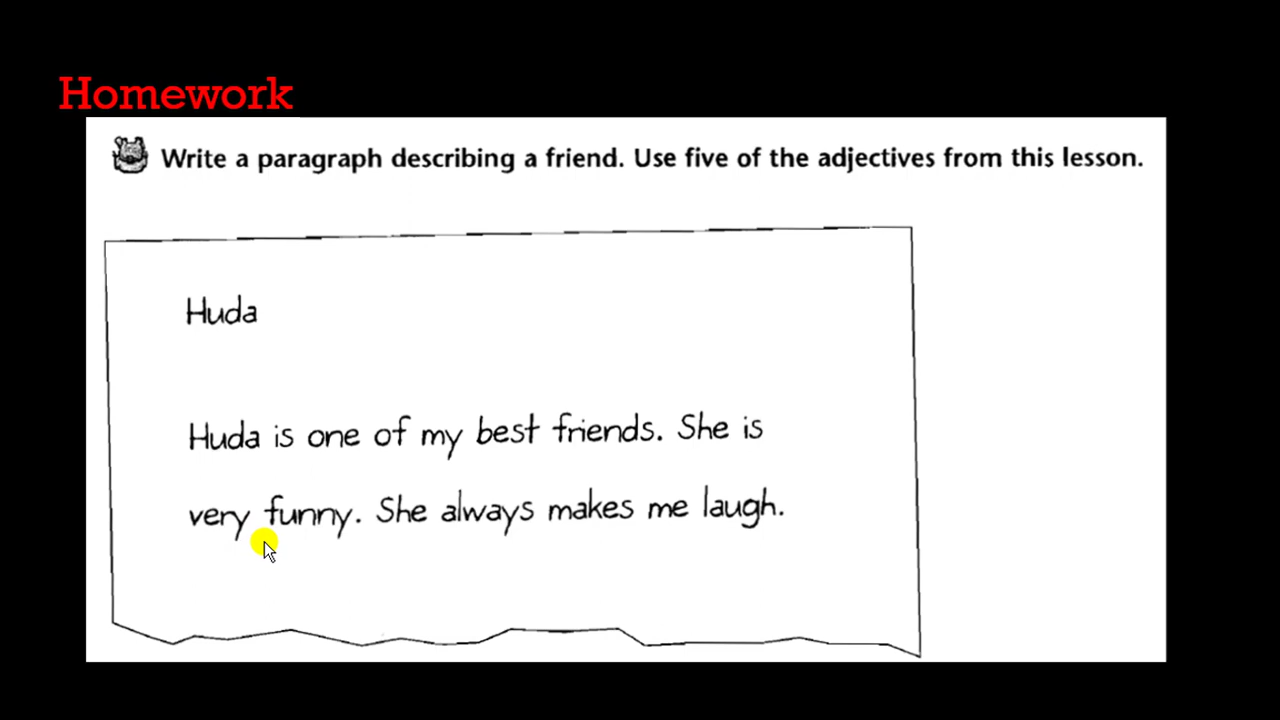 Homework
Write a paragraph describing a friend. Use five of the adjectives from this lesson.
Huda
Huda is one of my best friends. She is
very funny. She always makes me laugh.